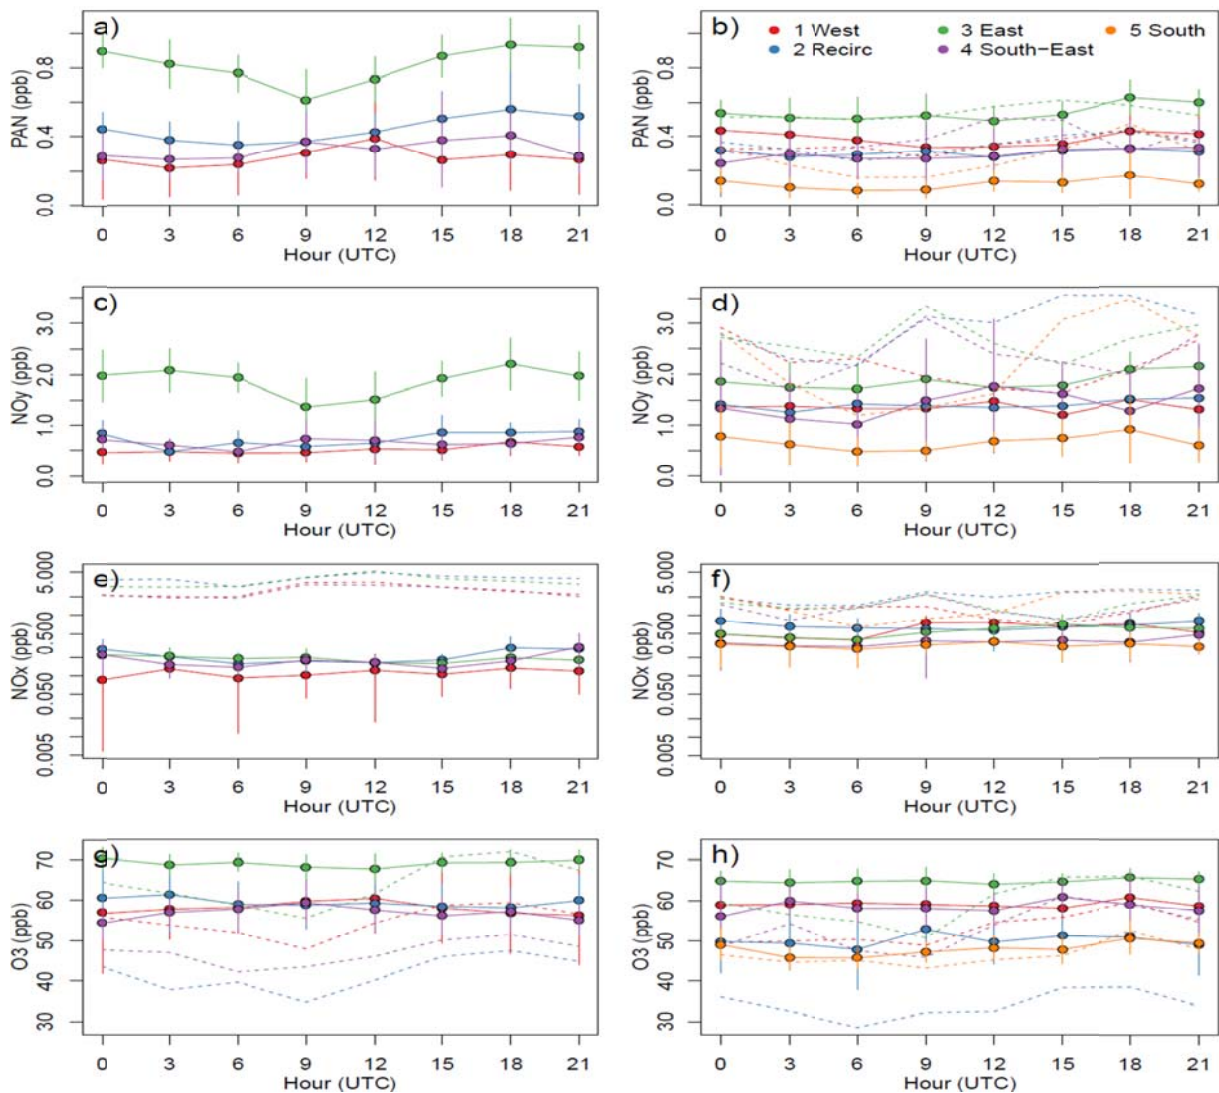 a)
PAN (ppb)
0.0 0.4 0.8
0 3 6 9 12 15 18 21
Hour (UTC)
b) 1 West 3 East 5 South
2 Recirc 4 South-East
PAN (ppb)
0.0 0.4 0.8
0 3 6 9 12 15 18 21
Hour (UTC)
c)
NOy (ppb)
0.0 1.0 2.0 3.0
0 3 6 9 12 15 18 21
Hour (UTC)
d)
NOy (ppb)
0.0 1.0 2.0 3.0
0 3 6 9 12 15 18 21
Hour (UTC)
e)
NOx (ppb)
0.005 0.050 0.500 5.000
0 3 6 9 12 15 18 21
Hour (UTC)
f)
NOx (ppb)
0.005 0.050 0.500 5.000
0 3 6 9 12 15 18 21
Hour (UTC)
g)
O3 (ppb)
30 40 50 60 70
0 3 6 9 12 15 18 21
Hour (UTC)
h)
O3 (ppb)
30 40 50 60 70
0 3 6 9 12 15 18 21
Hour (UTC)